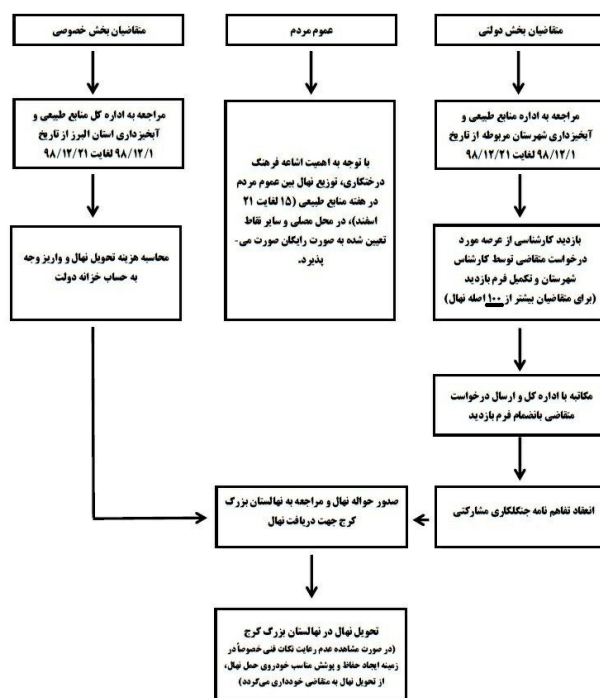 متقاضیان بخش دولتی
مراجعه به اداره منابع طبیعی و
آبخیزداری شهرستان مربوطه از تاریخ
۹۸/۱۲/۱ لغایت ۹۸/۱۲/۲۱
بازدید کارشناسی از عرصه مورد
درخواست متقاضی توسط کارشناس
شهرستان و تکمیل فرم بازدید
(برای متقاضیان بیشتر از ۱۰۰ اصله نهال)
مکاتبه با اداره کل و ارسال درخواست
متقاضی بانضمام فرم بازدید
انعقاد تفاهم نامه جنگلکاری مشارکتی
عموم مردم
با توجه به اهمیت اشاعه فرهنگ
درختکاری، توزیع نهال بین عموم مردم
در هفته منابع طبیعی (۱۵ لغایت ۲۱
اسفند)، در محل مصلی و سایر نقاط
تعیین شده به صورت رایگان صورت می-
پذیرد.
متقاضیان بخش خصوصی
مراجعه به اداره کل منابع طبیعی و
آبخیزداری استان البرز از تاریخ
۹۸/۱۲/۱ لغایت ۹۸/۱۲/۲۱
محاسبه هزینه تحویل نهال و واریز وجه
به حساب خزانه دولت
صدور حواله نهال و مراجعه به نهالستان بزرگ
کرج جهت دریافت نهال
تحویل نهال در نهالستان بزرگ کرج
(در صورت مشاهده عدم رعایت نکات فنی خصوصاً در
زمینه ایجاد حفاظ و پوشش مناسب خودروی حمل نهال،
از تحویل نهال به متقاضی خودداری می‌گردد)